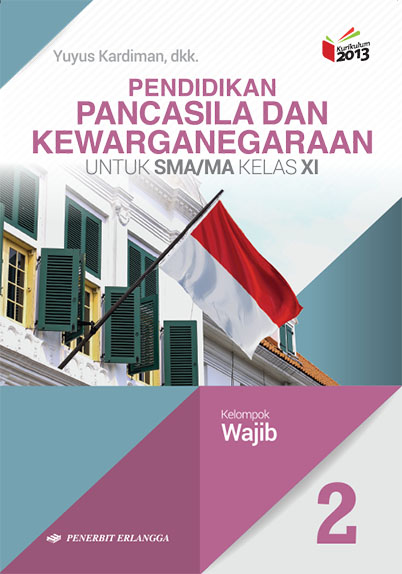 Yuyus Kardiman, dkk.
Kurikulum
2013
PENDIDIKAN
PANCASILA DAN
KEWARGANEGARAAN
UNTUK SMA/MA KELAS XI
Kelompok
Wajib
2
PENERBIT ERLANGGA